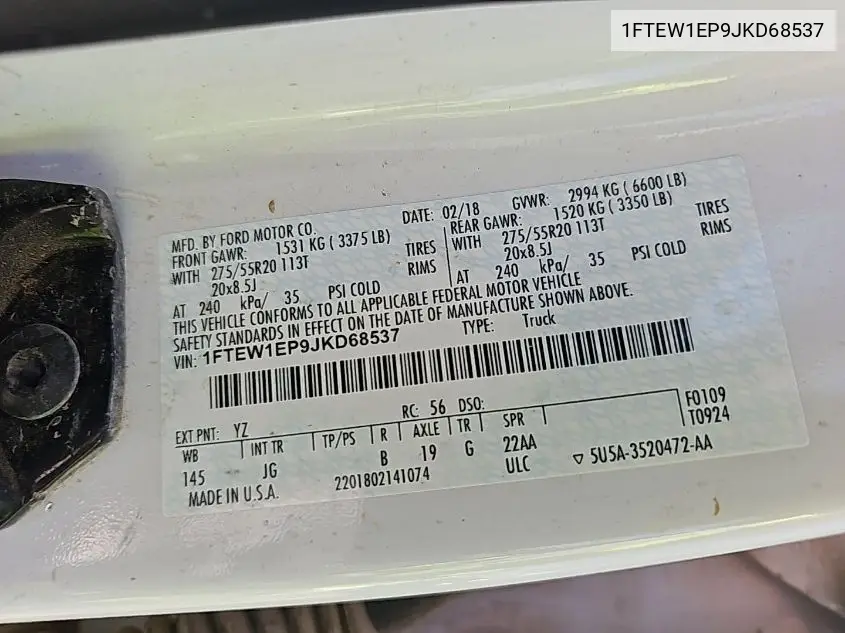 1FTEW1EP9JKD68537
MFD. BY FORD MOTOR CO.
DATE: 02/18 GVWR: 2994 KG ( 6600 LB)
FRONT GAWR: 1531 KG ( 3375 LB)
WITH 275/55R20 113T TIRES
20x8.5J RIMS
AT 240 kPa/ 35 PSI COLD
REAR GAWR: 1520 KG ( 3350 LB)
WITH 275/55R20 113T TIRES
20x8.5J RIMS
AT 240 kPa/ 35 PSI COLD
THIS VEHICLE CONFORMS TO ALL APPLICABLE FEDERAL MOTOR VEHICLE
SAFETY STANDARDS IN EFFECT ON THE DATE OF MANUFACTURE SHOWN ABOVE.
VIN: 1FTEW1EP9JKD68537 TYPE: Truck
EXT PNT: YZ RC: 56 DSO: F0109
WB INT TR TP/PS R AXLE TR SPR T0924
145 JG B 19 G 22AA
ULC ▽ 5U5A-3520472-AA
MADE IN U.S.A. 2201802141074